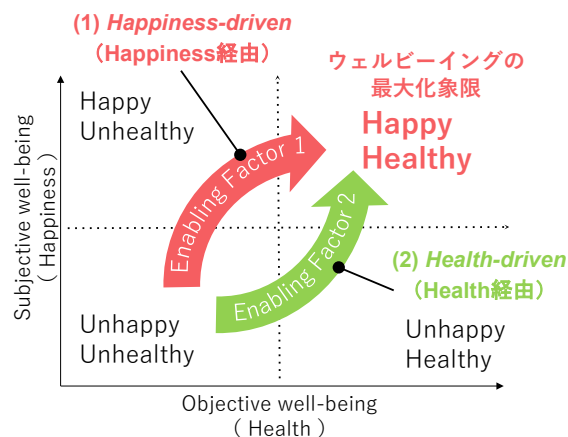 (1) Happiness-driven
（Happiness経由）
ウェルビーイングの
最大化象限
Happy
Healthy
Happy
Unhealthy
Enabling Factor 1
Enabling Factor 2
Subjective well-being
（ Happiness ）
(2) Health-driven
（Health経由）
Unhappy
Unhealthy
Unhappy
Healthy
Objective well-being
（ Health ）